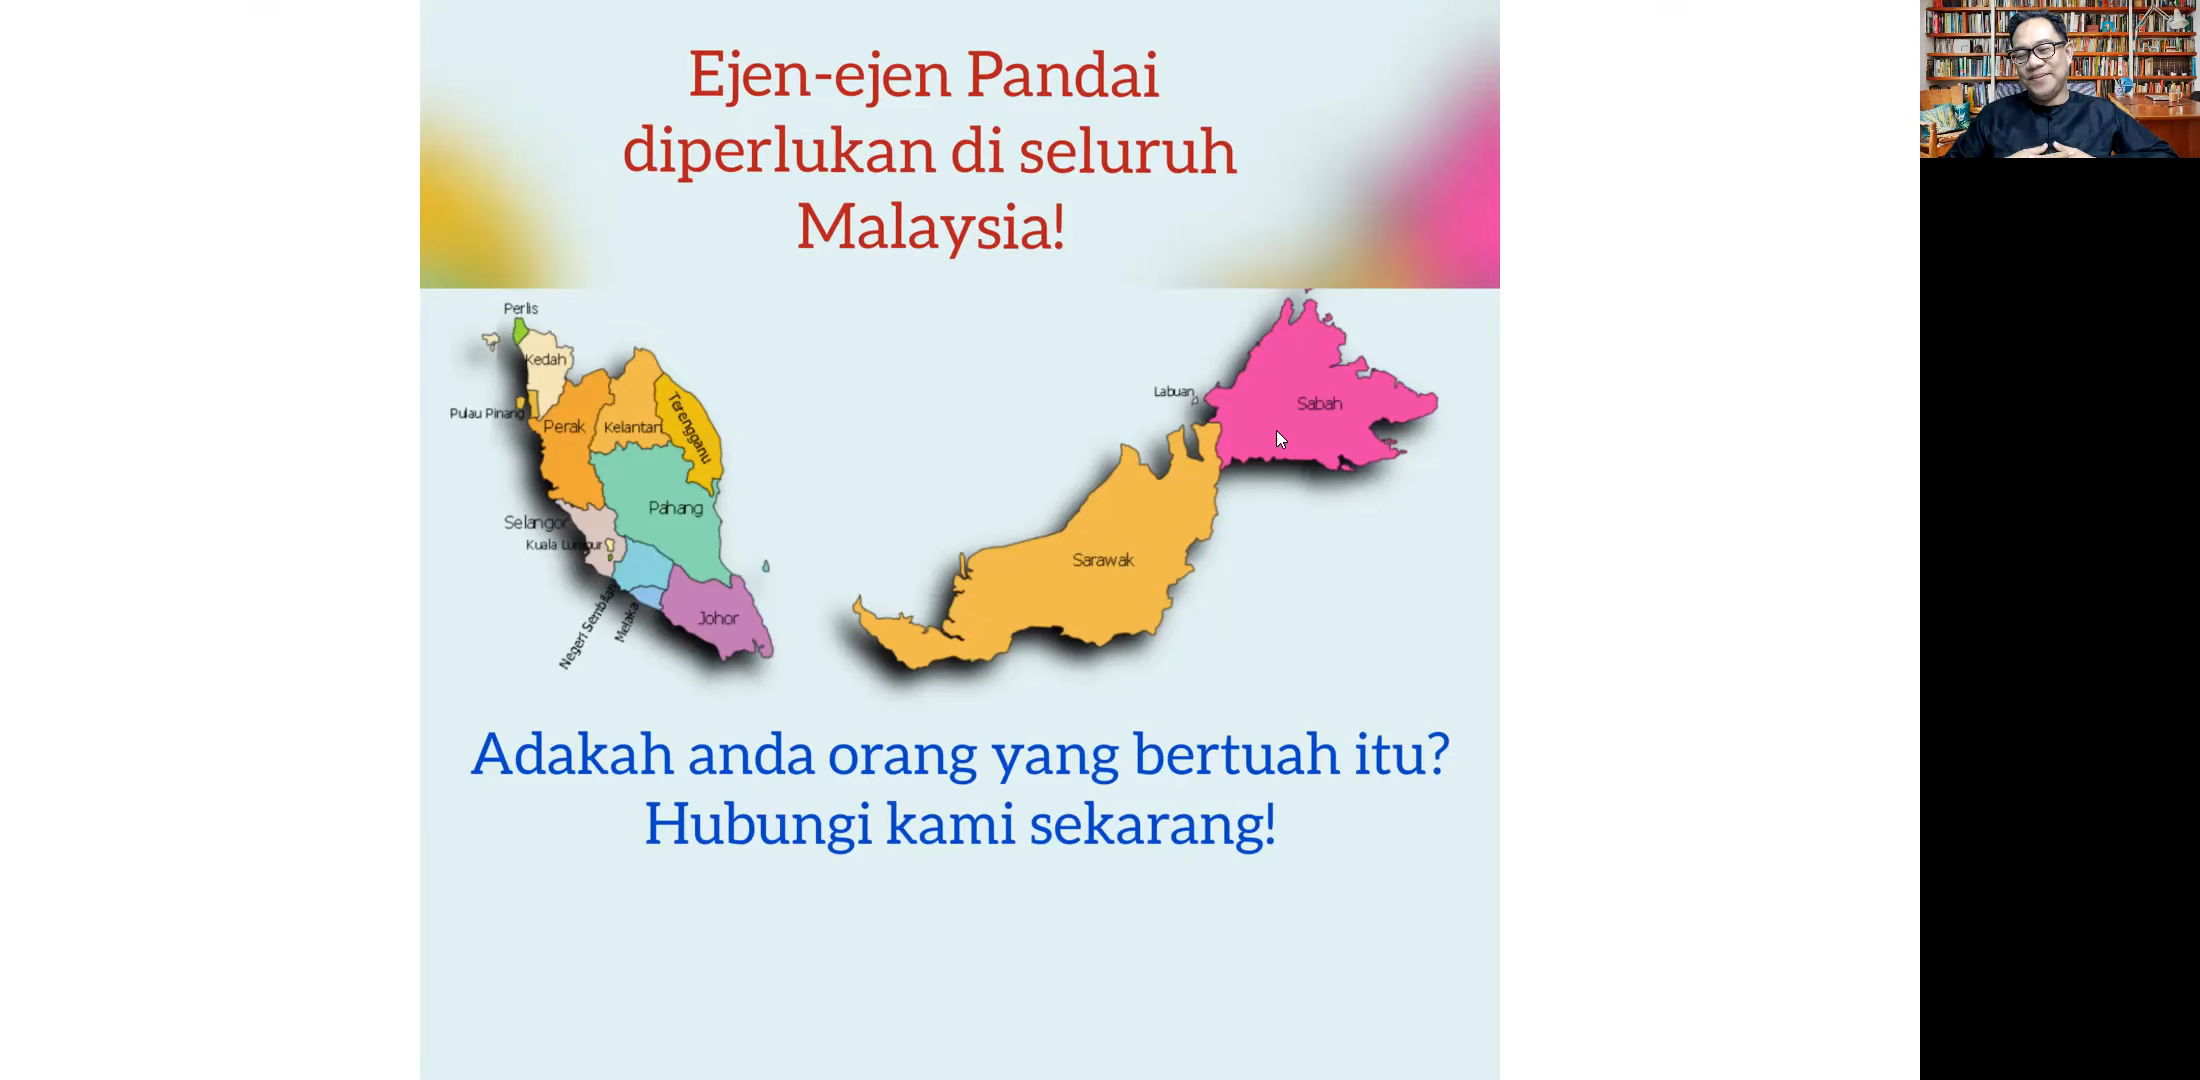 Ejen-ejen Pandai
diperlukan di seluruh
Malaysia!
Perlis
Kedah
Pulau Pinang
Perak
Kelantan
Terengganu
Labuan
Sabah
Pahang
Selangor
Kuala Lumpur
Sarawak
Negeri Sembilan
Melaka
Johor
Adakah anda orang yang bertuah itu?
Hubungi kami sekarang!